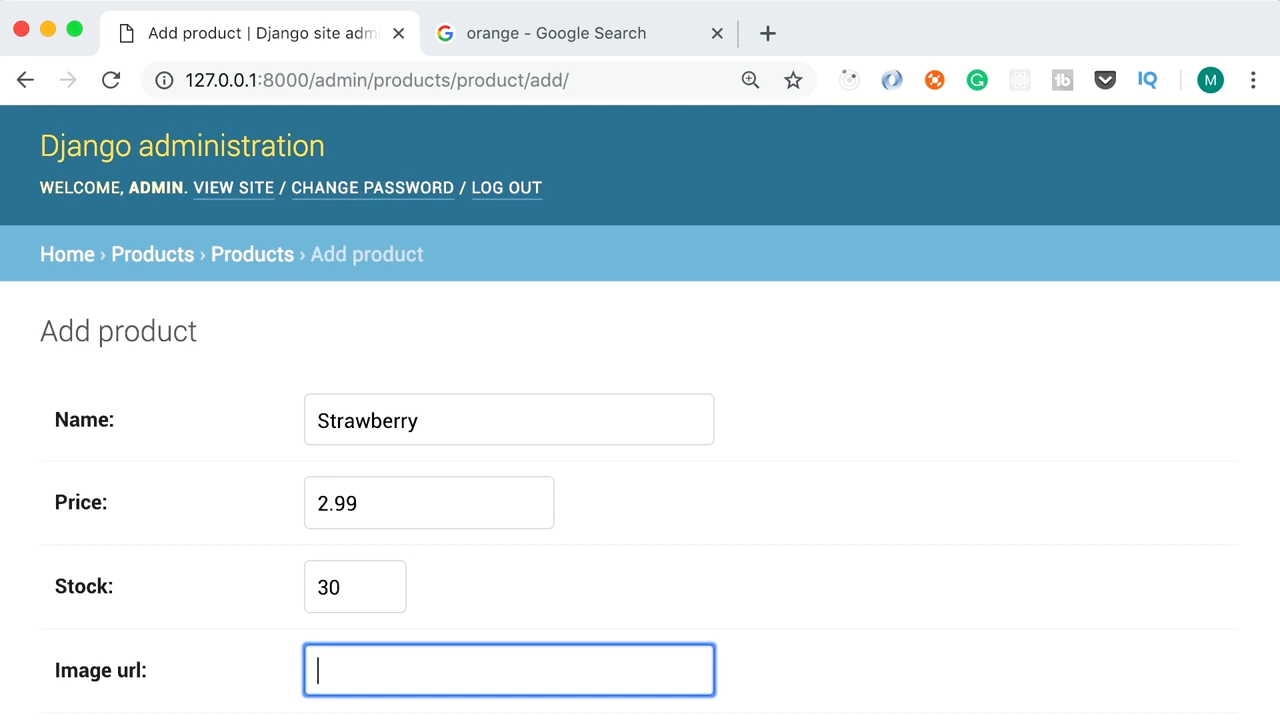 Add product | Django site adm
orange - Google Search
127.0.0.1:8000/admin/products/product/add/
IQ
M
Django administration
WELCOME, ADMIN. VIEW SITE / CHANGE PASSWORD / LOG OUT
Home › Products › Products › Add product
Add product
Name: Strawberry
Price: 2.99
Stock: 30
Image url: